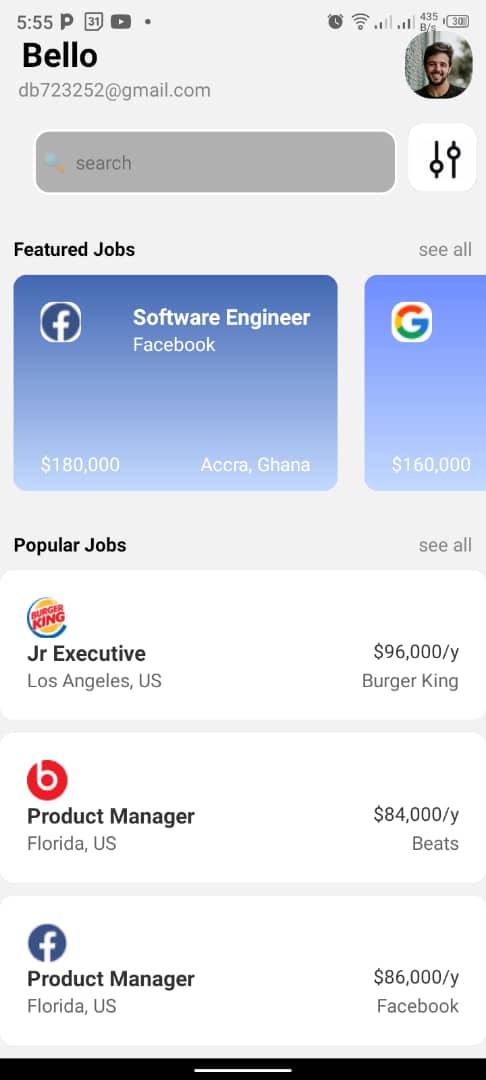 5:55 P 31
435
B/s
30
Bello
db723252@gmail.com
search
Featured Jobs see all
Software Engineer
Facebook
$180,000 Accra, Ghana
$160,000
Popular Jobs see all
BURGER
KING
Jr Executive $96,000/y
Los Angeles, US Burger King
Product Manager $84,000/y
Florida, US Beats
Product Manager $86,000/y
Florida, US Facebook